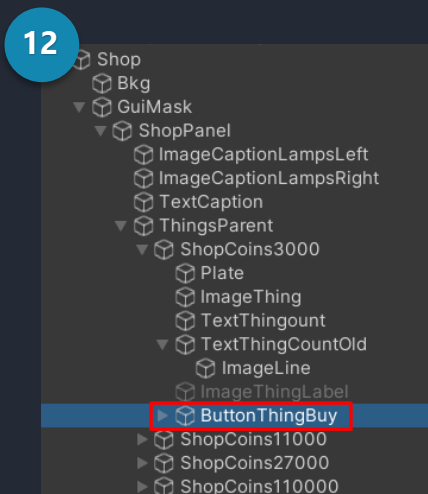 12
Shop
Bkg
GuiMask
ShopPanel
ImageCaptionLampsLeft
ImageCaptionLampsRight
TextCaption
ThingsParent
ShopCoins3000
Plate
ImageThing
TextThingount
TextThingCountOld
ImageLine
ImageThingLabel
ButtonThingBuy
ShopCoins11000
ShopCoins27000
ShopCoins110000